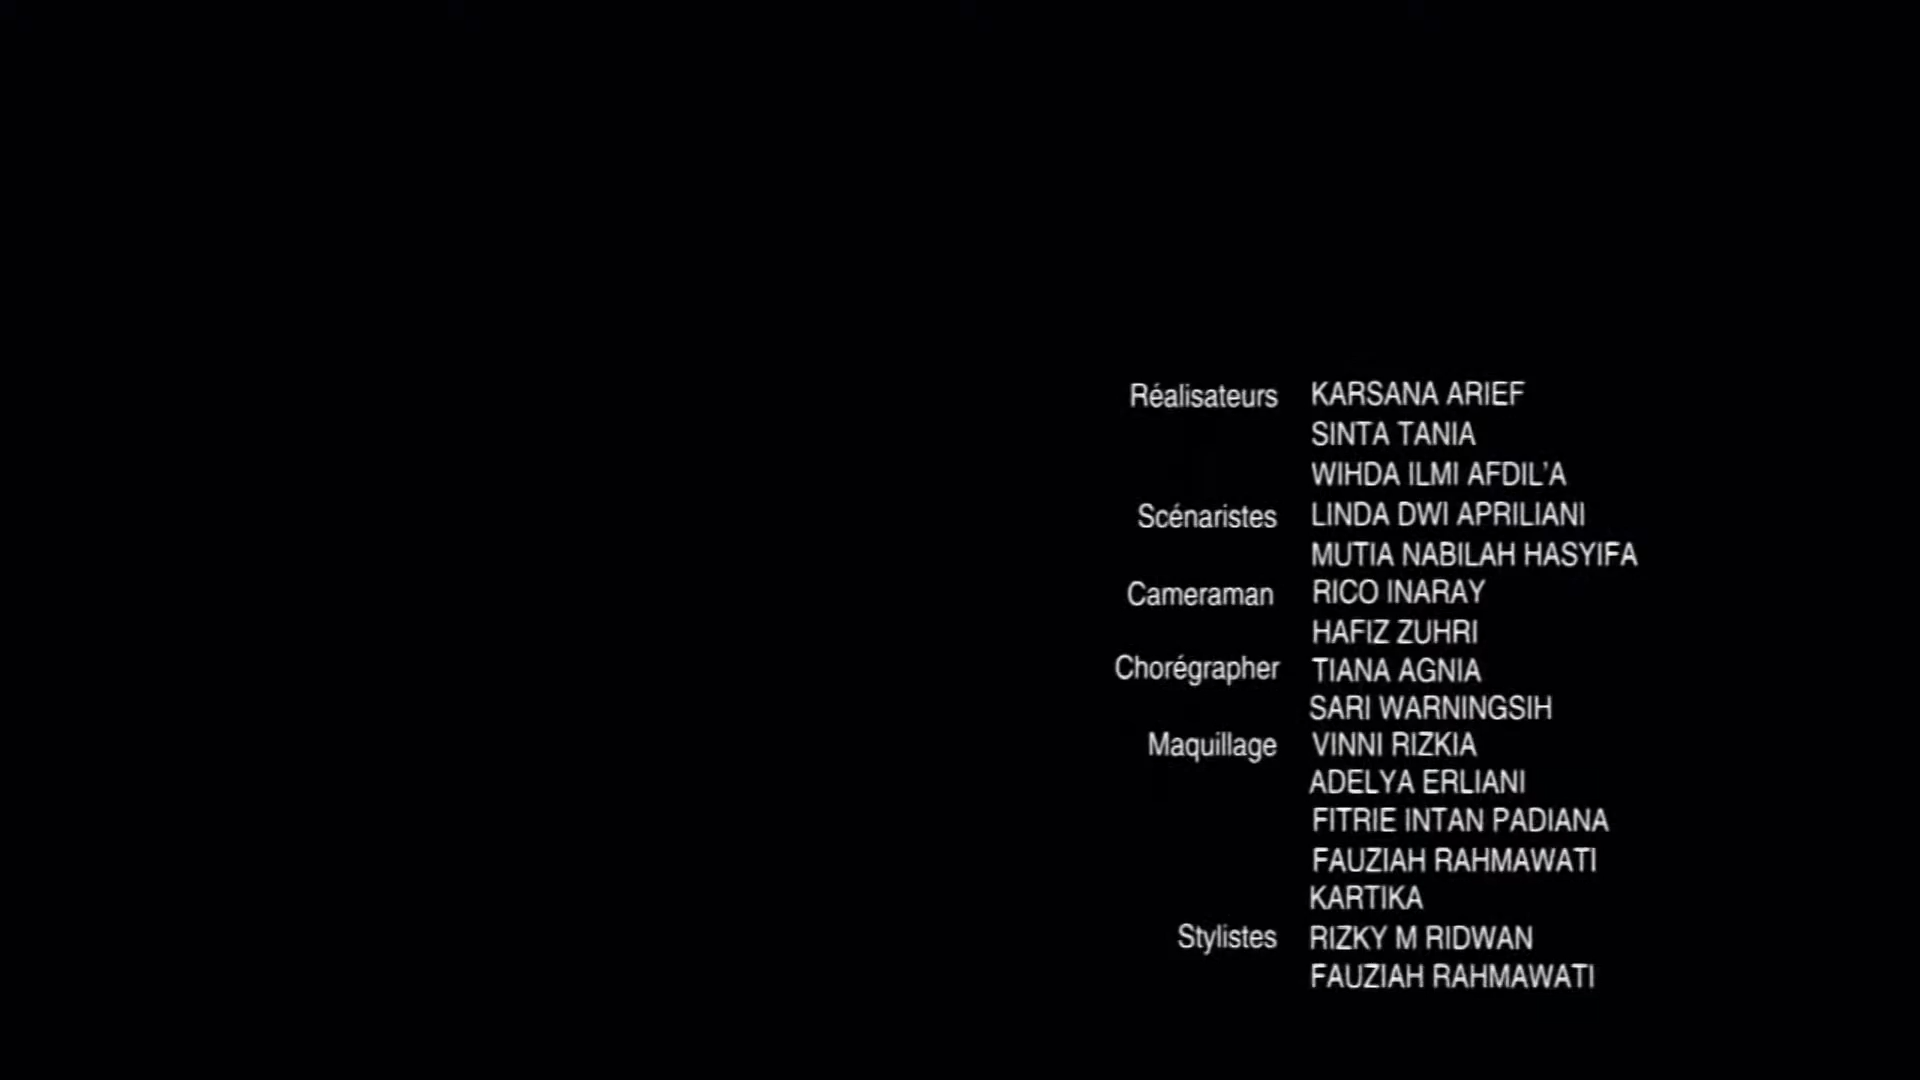 Réalisateurs KARSANA ARIEF
SINTA TANIA
WIHDA ILMI AFDIL'A
Scénaristes LINDA DWI APRILIANI
MUTIA NABILAH HASYIFA
Cameraman RICO INARAY
HAFIZ ZUHRI
Chorégrapher TIANA AGNIA
SARI WARNINGSIH
Maquillage VINNI RIZKIA
ADELYA ERLIANI
FITRIE INTAN PADIANA
FAUZIAH RAHMAWATI
KARTIKA
Stylistes RIZKY M RIDWAN
FAUZIAH RAHMAWATI